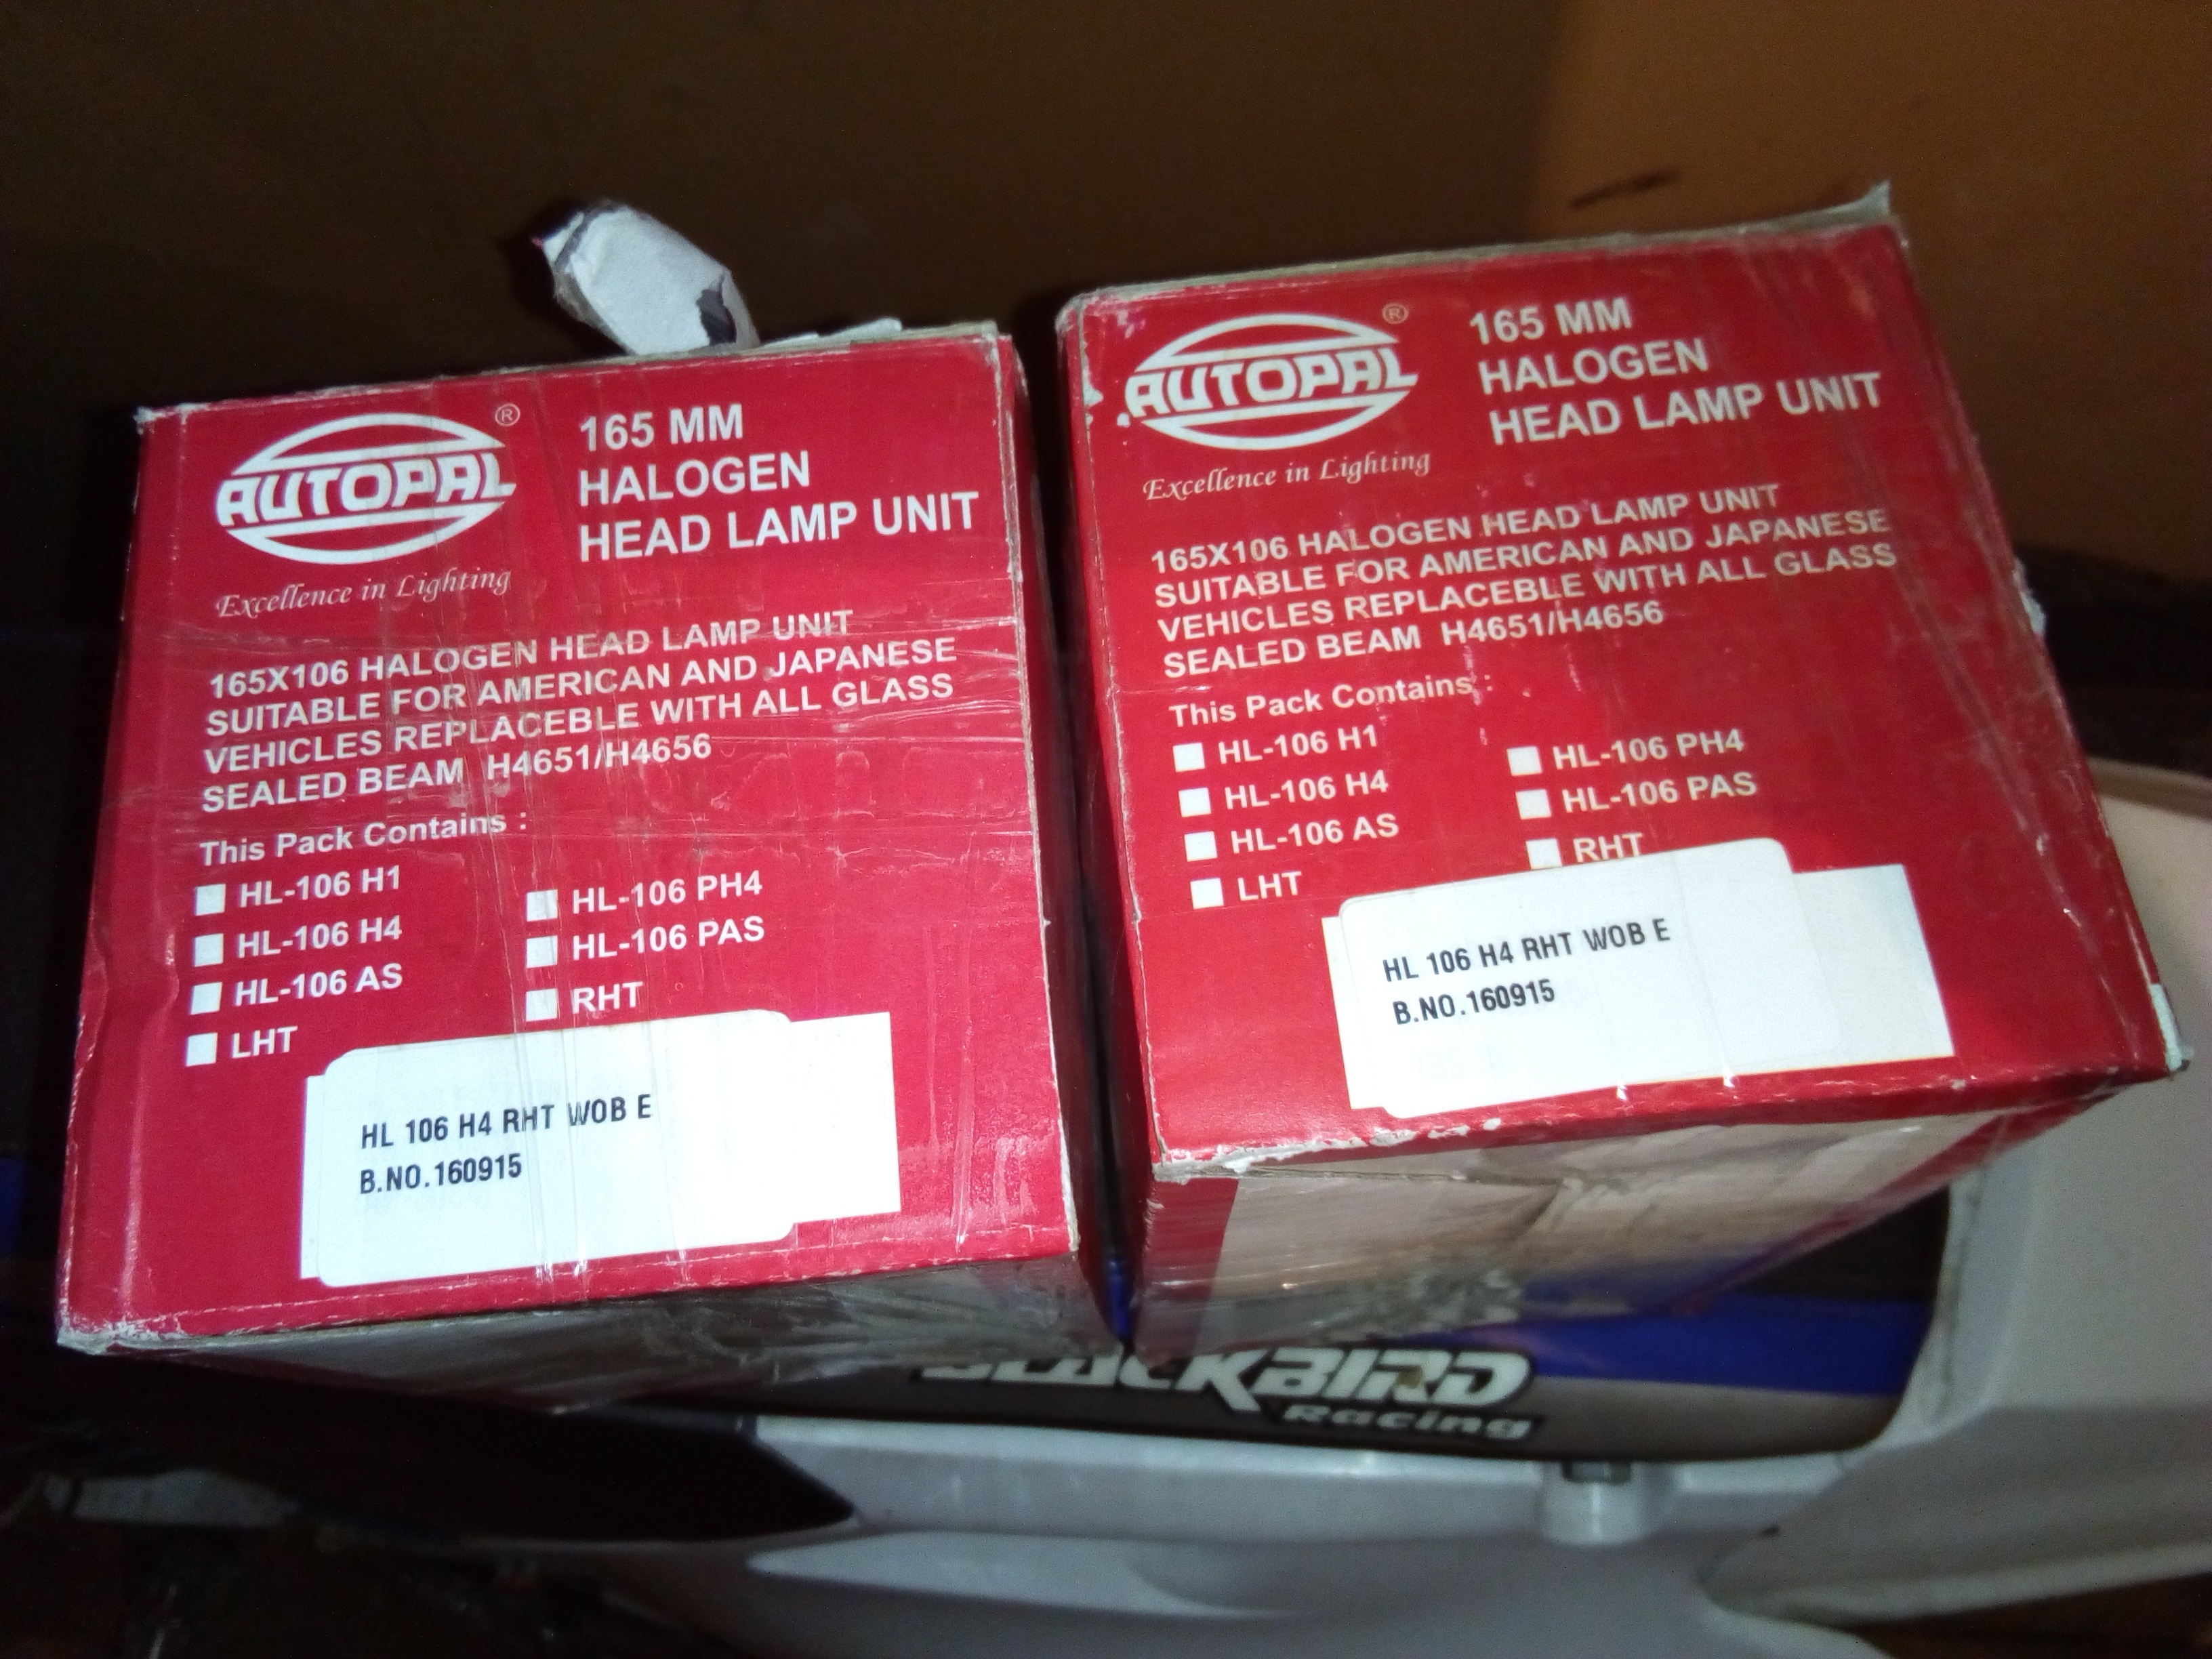 AUTOPAL ®
Excellence in Lighting
165 MM
HALOGEN
HEAD LAMP UNIT
165X106 HALOGEN HEAD LAMP UNIT
SUITABLE FOR AMERICAN AND JAPANESE
VEHICLES REPLACEBLE WITH ALL GLASS
SEALED BEAM H4651/H4656
This Pack Contains :
HL-106 H1
HL-106 H4
HL-106 AS
LHT
HL-106 PH4
HL-106 PAS
RHT
HL 106 H4 RHT WOB E
B.NO.160915
AUTOPAL ®
Excellence in Lighting
165 MM
HALOGEN
HEAD LAMP UNIT
165X106 HALOGEN HEAD LAMP UNIT
SUITABLE FOR AMERICAN AND JAPANESE
VEHICLES REPLACEBLE WITH ALL GLASS
SEALED BEAM H4651/H4656
This Pack Contains :
HL-106 H1
HL-106 H4
HL-106 AS
LHT
HL-106 PH4
HL-106 PAS
RHT
HL 106 H4 RHT WOB E
B.NO.160915
BLACKBIRD
Racing